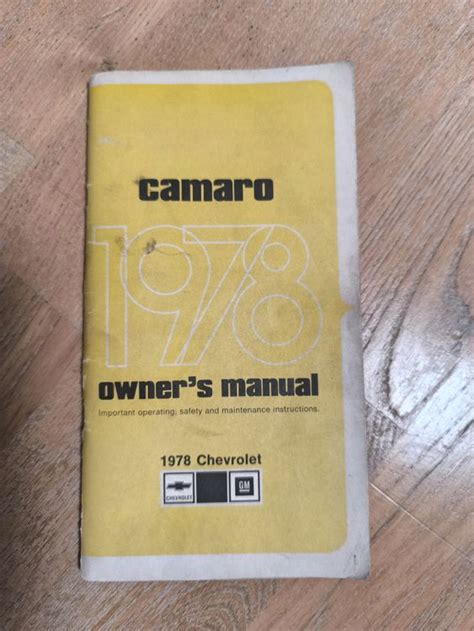 camaro
1978
owner's manual
Important operating, safety and maintenance instructions.
1978 Chevrolet
CHEVROLET
GM